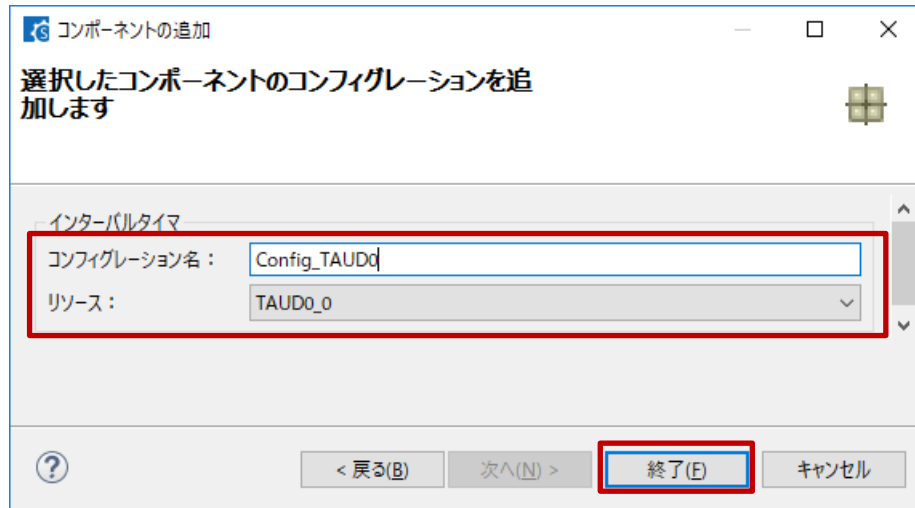 コンポーネントの追加
選択したコンポーネントのコンフィグレーションを追
加します
インターバルタイマ
コンフィグレーション名： Config_TAUD0
リソース： TAUD0_0
< 戻る(B) 次へ(N) > 終了(F) キャンセル